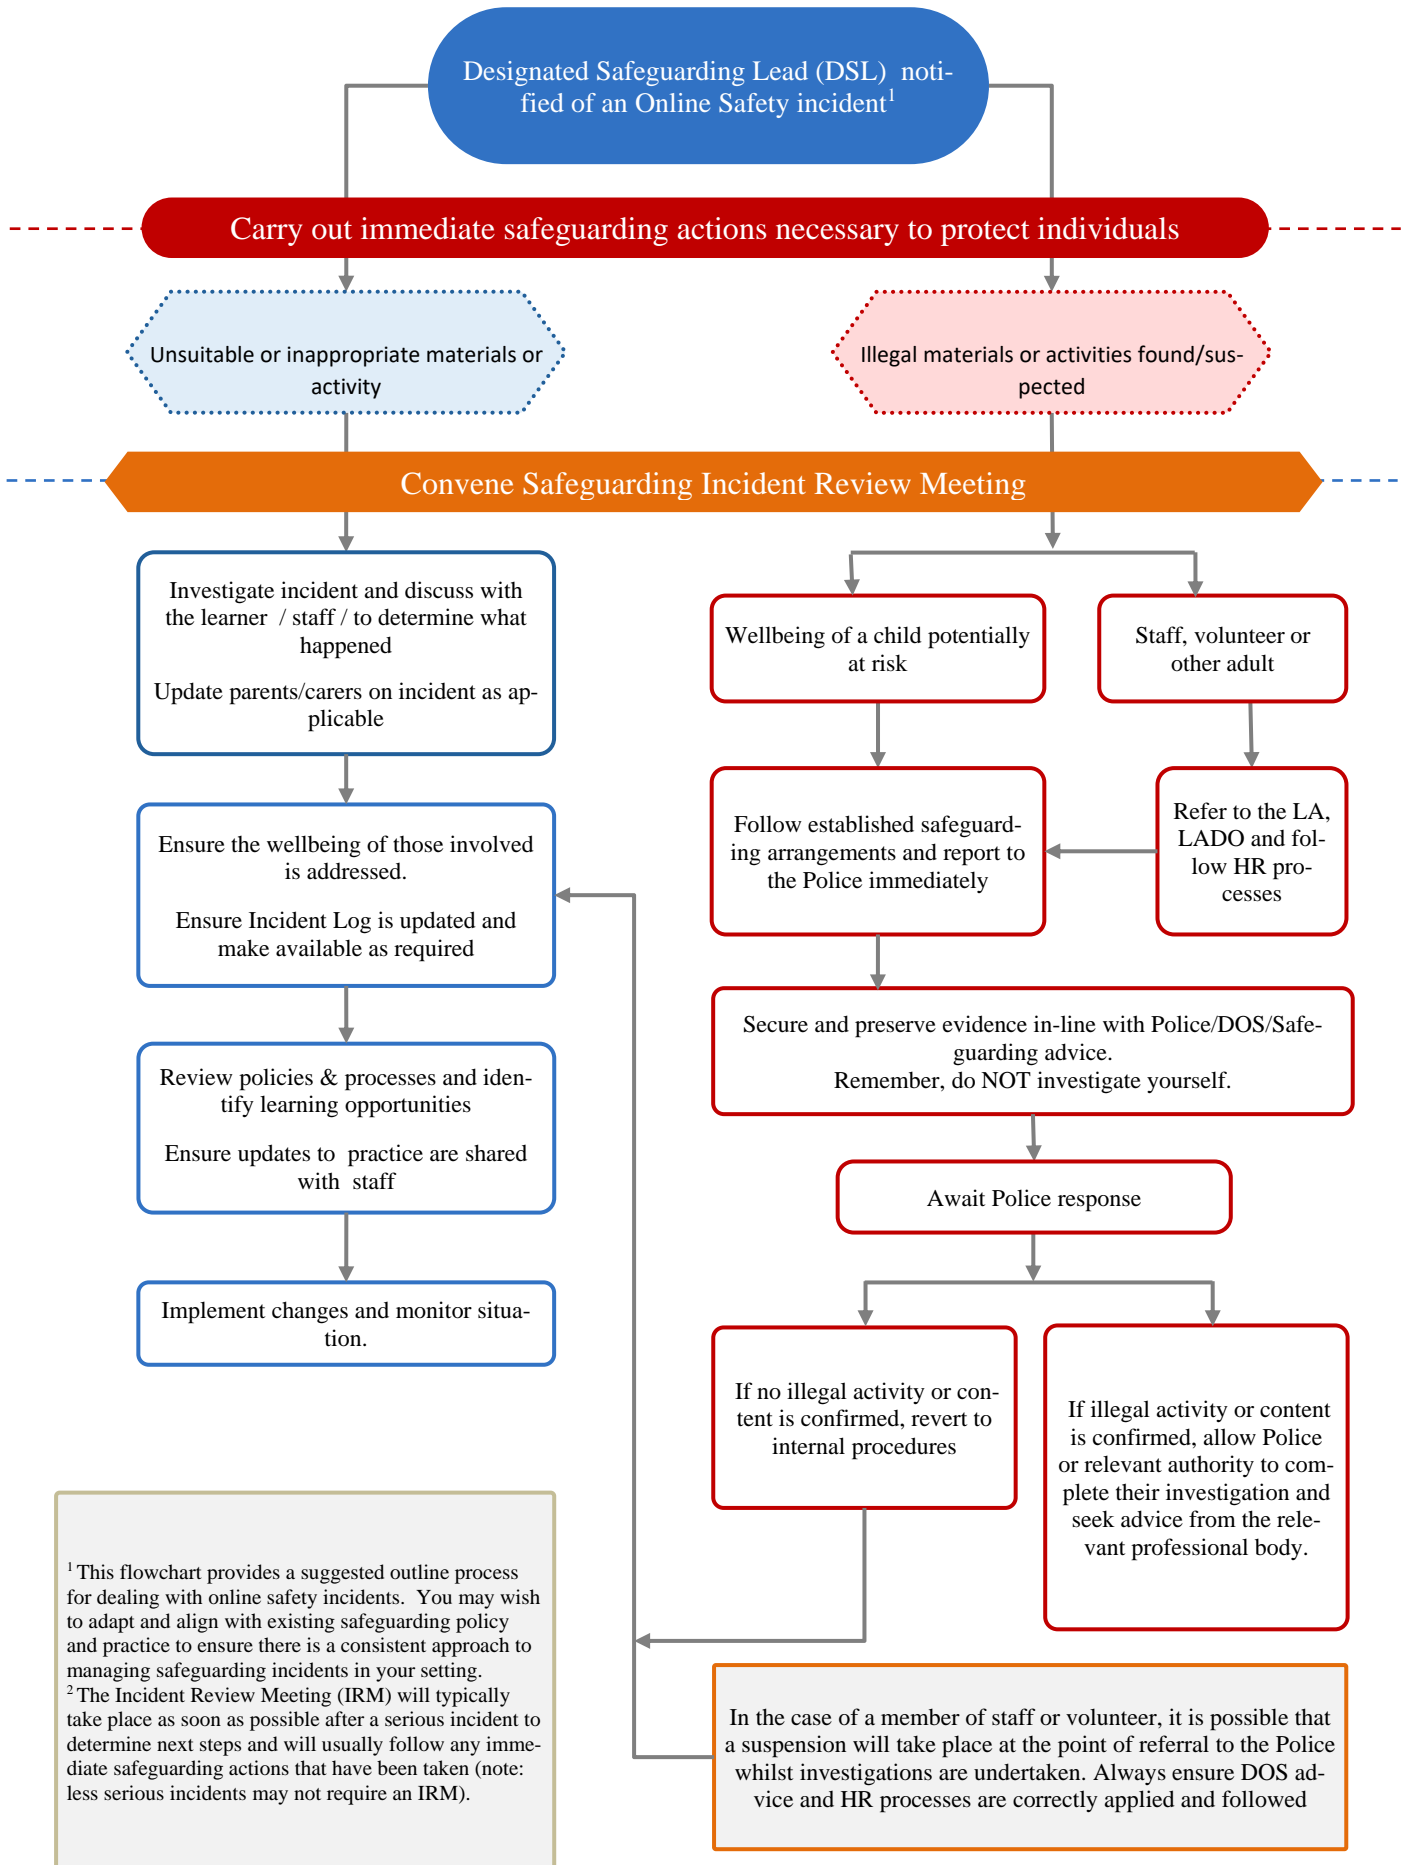 Designated Safeguarding Lead (DSL)  noti-
fied of an Online Safety incident1
Carry out immediate safeguarding actions necessary to protect individuals
Unsuitable or inappropriate materials or
activity
Illegal materials or activities found/sus-
pected
Convene Safeguarding Incident Review Meeting
Investigate incident and discuss with
the learner  / staff / to determine what
happened
Update parents/carers on incident as ap-
plicable
Wellbeing of a child potentially
at risk
Staff, volunteer or
other adult
Ensure the wellbeing of those involved
is addressed.
Ensure Incident Log is updated and
make available as required
Follow established safeguard-
ing arrangements and report to
the Police immediately
Refer to the LA,
LADO and fol-
low HR pro-
cesses
Secure and preserve evidence in-line with Police/DOS/Safe-
guarding advice.
Remember, do NOT investigate yourself.
Review policies & processes and iden-
tify learning opportunities
Ensure updates to  practice are shared
with  staff
Await Police response
Implement changes and monitor situa-
tion.
If no illegal activity or con-
tent is confirmed, revert to
internal procedures
If illegal activity or content
is confirmed, allow Police
or relevant authority to com-
plete their investigation and
seek advice from the rele-
vant professional body.
1 This flowchart provides a suggested outline process
for dealing with online safety incidents.  You may wish
to adapt and align with existing safeguarding policy
and practice to ensure there is a consistent approach to
managing safeguarding incidents in your setting.
2 The Incident Review Meeting (IRM) will typically
take place as soon as possible after a serious incident to
determine next steps and will usually follow any imme-
diate safeguarding actions that have been taken (note:
less serious incidents may not require an IRM).
In the case of a member of staff or volunteer, it is possible that
a suspension will take place at the point of referral to the Police
whilst investigations are undertaken. Always ensure DOS ad-
vice and HR processes are correctly applied and followed